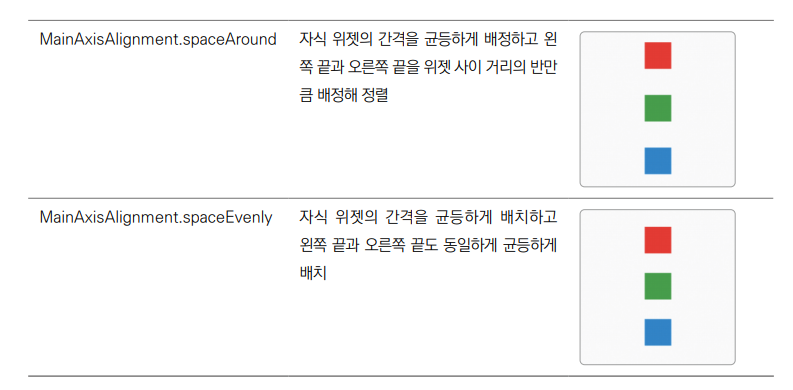 MainAxisAlignment.spaceAround
자식 위젯의 간격을 균등하게 배정하고 왼
쪽 끝과 오른쪽 끝을 위젯 사이 거리의 반만
큼 배정해 정렬
MainAxisAlignment.spaceEvenly
자식 위젯의 간격을 균등하게 배치하고
왼쪽 끝과 오른쪽 끝도 동일하게 균등하게
배치